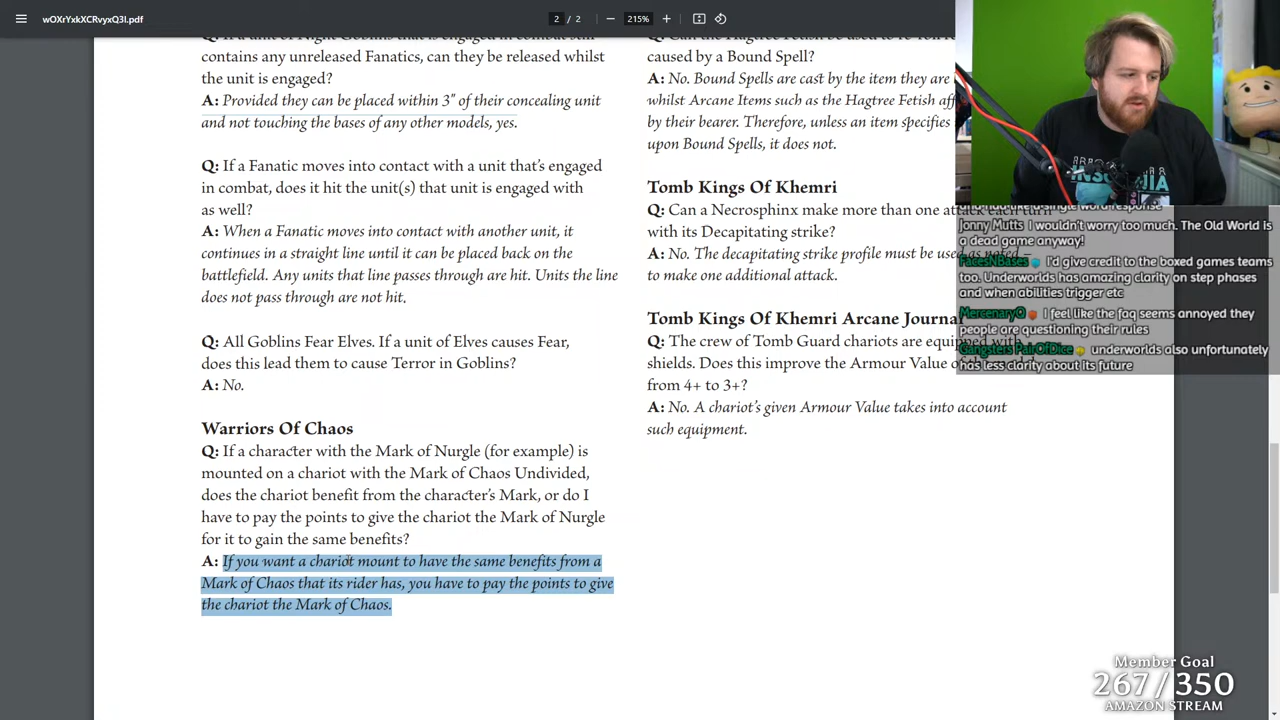 wOXrYxkXCRvyxQ3I.pdf
2 / 2
215%
contains any unreleased Fanatics, can they be released whilst
the unit is engaged?
A: Provided they can be placed within 3" of their concealing unit
and not touching the bases of any other models, yes.
Q: If a Fanatic moves into contact with a unit that's engaged
in combat, does it hit the unit(s) that unit is engaged with
as well?
A: When a Fanatic moves into contact with another unit, it
continues in a straight line until it can be placed back on the
battlefield. Any units that line passes through are hit. Units the line
does not pass through are not hit.
Q: All Goblins Fear Elves. If a unit of Elves causes Fear,
does this lead them to cause Terror in Goblins?
A: No.
Warriors Of Chaos
Q: If a character with the Mark of Nurgle (for example) is
mounted on a chariot with the Mark of Chaos Undivided,
does the chariot benefit from the character's Mark, or do I
have to pay the points to give the chariot the Mark of Nurgle
for it to gain the same benefits?
A: If you want a chariot mount to have the same benefits from a
Mark of Chaos that its rider has, you have to pay the points to give
the chariot the Mark of Chaos.
caused by a Bound Spell?
A: No. Bound Spells are cast by the item they are
whilst Arcane Items such as the Hagtree Fetish aff
by their bearer. Therefore, unless an item specifies
upon Bound Spells, it does not.
Tomb Kings Of Khemri
Q: Can a Necrosphinx make more than one attack each turn
with its Decapitating strike?
A: No. The decapitating strike profile must be used
to make one additional attack.
Tomb Kings Of Khemri Arcane Journal
Q: The crew of Tomb Guard chariots are equipped with
shields. Does this improve the Armour Value of
from 4+ to 3+?
A: No. A chariot's given Armour Value takes into account
such equipment.
and had like a single word response
Jonny Mutts I wouldn't worry too much. The Old World is
a dead game anyway!
FacesNBases I'd give credit to the boxed games teams
too. Underworlds has amazing clarity on step phases
and when abilities trigger etc
MercenaryQ I feel like the faq seems annoyed they
people are questioning their rules
Gangsters PairOfDice underworlds also unfortunately
has less clarity about its future
Member Goal
267 / 350
AMAZON STREAM